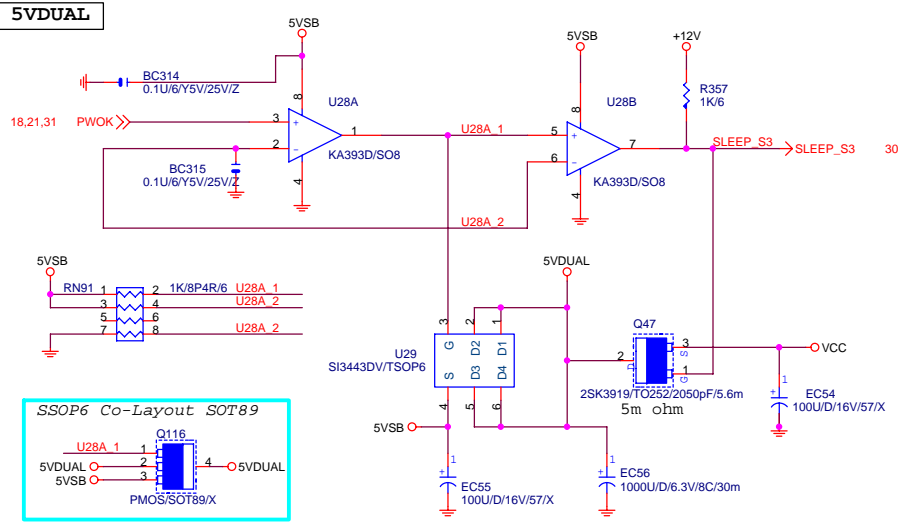 5VDUAL
5VSB
5VSB
+12V
BC314
0.1U/6/Y5V/25V/Z
8
U28A
8
U28B
R357
1K/6
18,21,31 PWOK
3
+
1
U28A_1
5
+
7
SLEEP_S3
SLEEP_S3 30
2
-
KA393D/SO8
6
-
KA393D/SO8
BC315
0.1U/6/Y5V/25V/Z
4
4
U28A_2
5VSB
5VDUAL
RN91 1 2 1K/8P4R/6 U28A_1
3 4 U28A_2
5 6
7 8 U28A_2
3 2 1
G D2 D1
U29
SI3443DV/TSOP6
S D3 D4
4 5 6
Q47
2 D
3 S
1 G
VCC
2SK3919/TO252/2050pF/5.6m
5m ohm
1
+
EC54
100U/D/16V/57/X
5VSB
1
+
EC55
100U/D/16V/57/X
1
+
EC56
1000U/D/6.3V/8C/30m
SSOP6 Co-Layout SOT89
Q116
U28A_1 1
5VDUAL 2
4 5VDUAL
5VSB 3
PMOS/SOT89/X